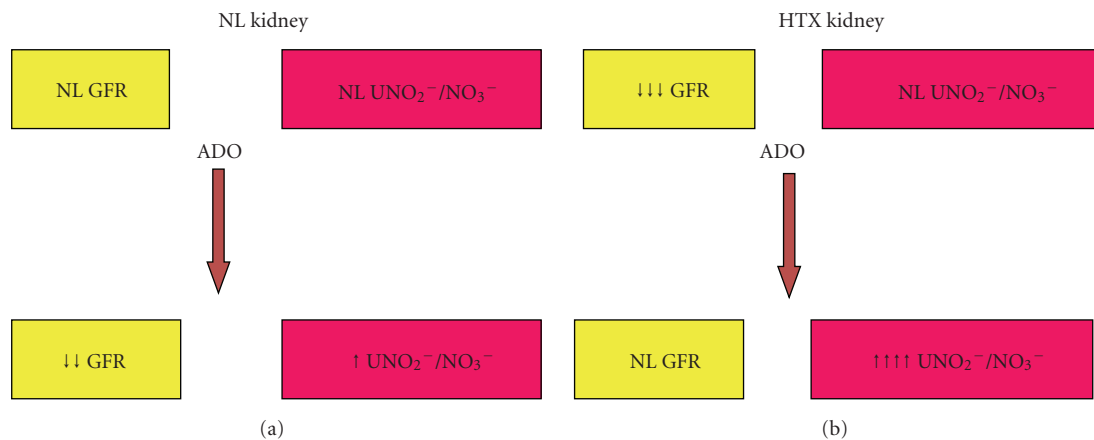 NL kidney
NL GFR
NL UNO₂⁻/NO₃⁻
ADO
↓↓ GFR
↑ UNO₂⁻/NO₃⁻
(a)
HTX kidney
↓↓↓ GFR
NL UNO₂⁻/NO₃⁻
ADO
NL GFR
↑↑↑↑ UNO₂⁻/NO₃⁻
(b)